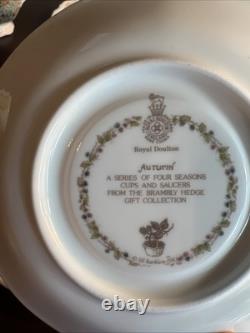 Royal Doulton
Autumn
A SERIES OF FOUR SEASONS
CUPS AND SAUCERS
FROM THE BRAMBLY HEDGE
GIFT COLLECTION